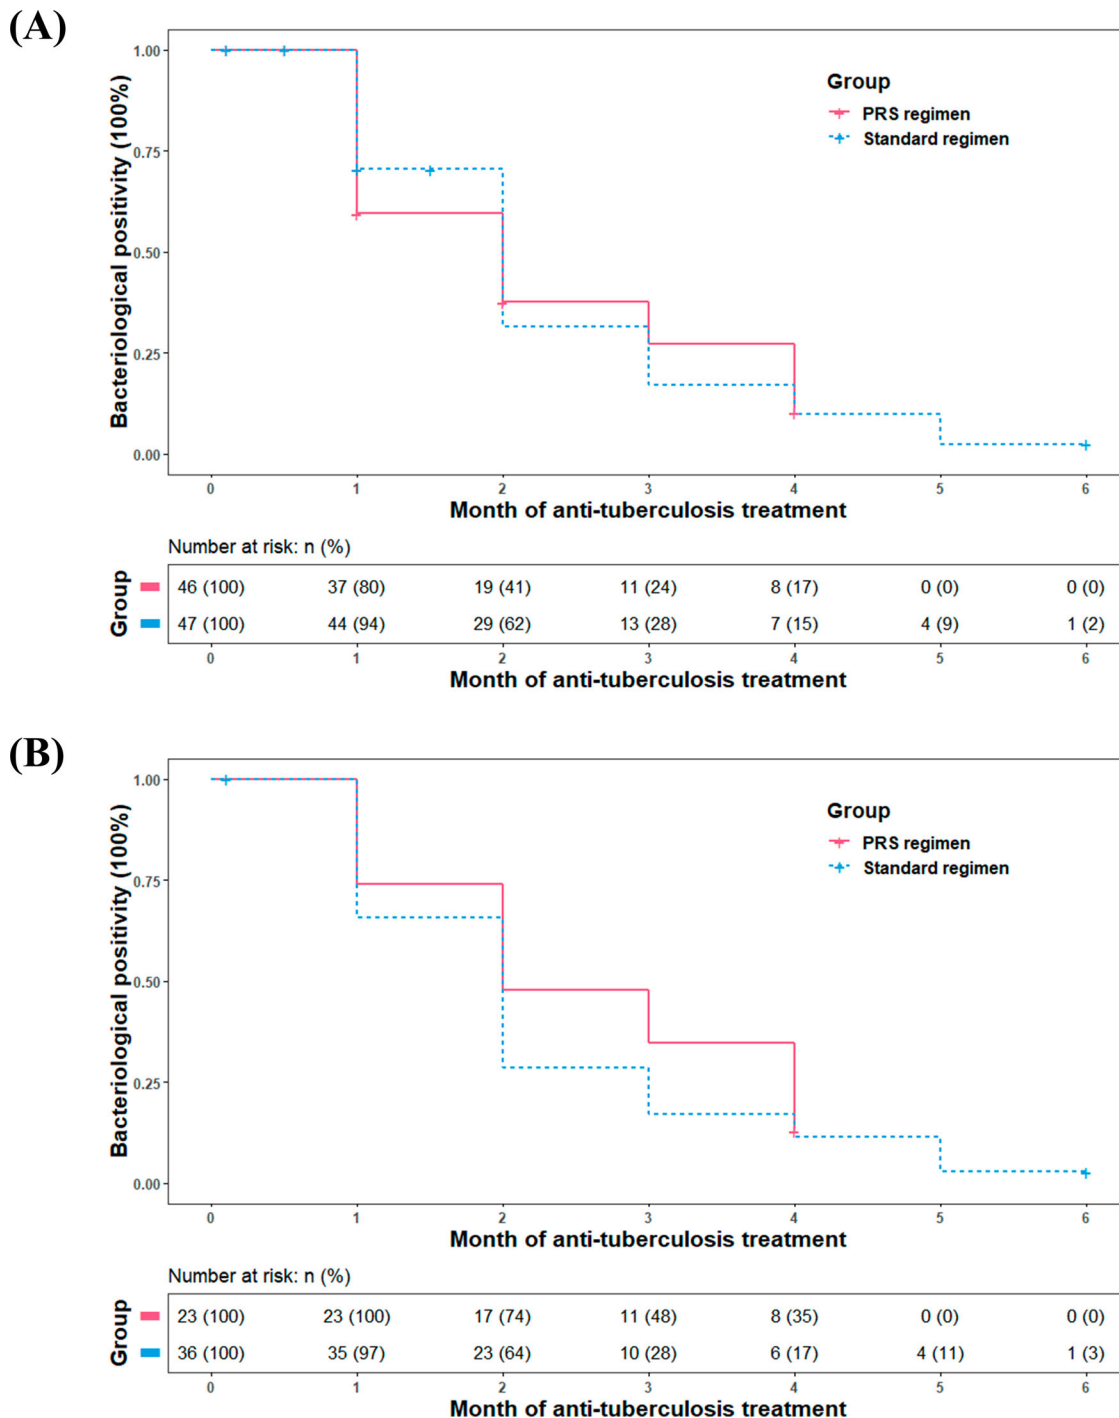 (A)
Bacteriological positivity (100%)
1.00
0.75
0.50
0.25
0.00
Group
PRS regimen
Standard regimen
0 1 2 3 4 5 6
Month of anti-tuberculosis treatment
Number at risk: n (%)
Group
46 (100) 37 (80) 19 (41) 11 (24) 8 (17) 0 (0) 0 (0)
47 (100) 44 (94) 29 (62) 13 (28) 7 (15) 4 (9) 1 (2)
0 1 2 3 4 5 6
Month of anti-tuberculosis treatment
(B)
Bacteriological positivity (100%)
1.00
0.75
0.50
0.25
0.00
Group
PRS regimen
Standard regimen
0 1 2 3 4 5 6
Month of anti-tuberculosis treatment
Number at risk: n (%)
Group
23 (100) 23 (100) 17 (74) 11 (48) 8 (35) 0 (0) 0 (0)
36 (100) 35 (97) 23 (64) 10 (28) 6 (17) 4 (11) 1 (3)
0 1 2 3 4 5 6
Month of anti-tuberculosis treatment